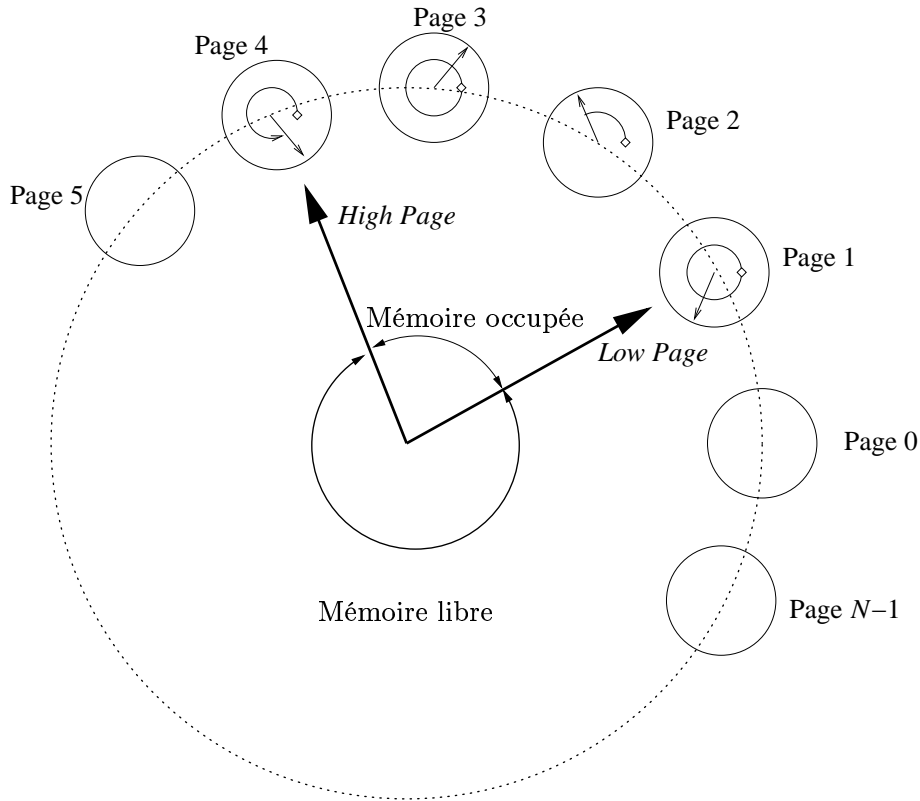 Page 3
Page 4
Page 2
Page 5
High Page
Page 1
Mémoire occupée
Low Page
Page 0
Mémoire libre
Page N−1